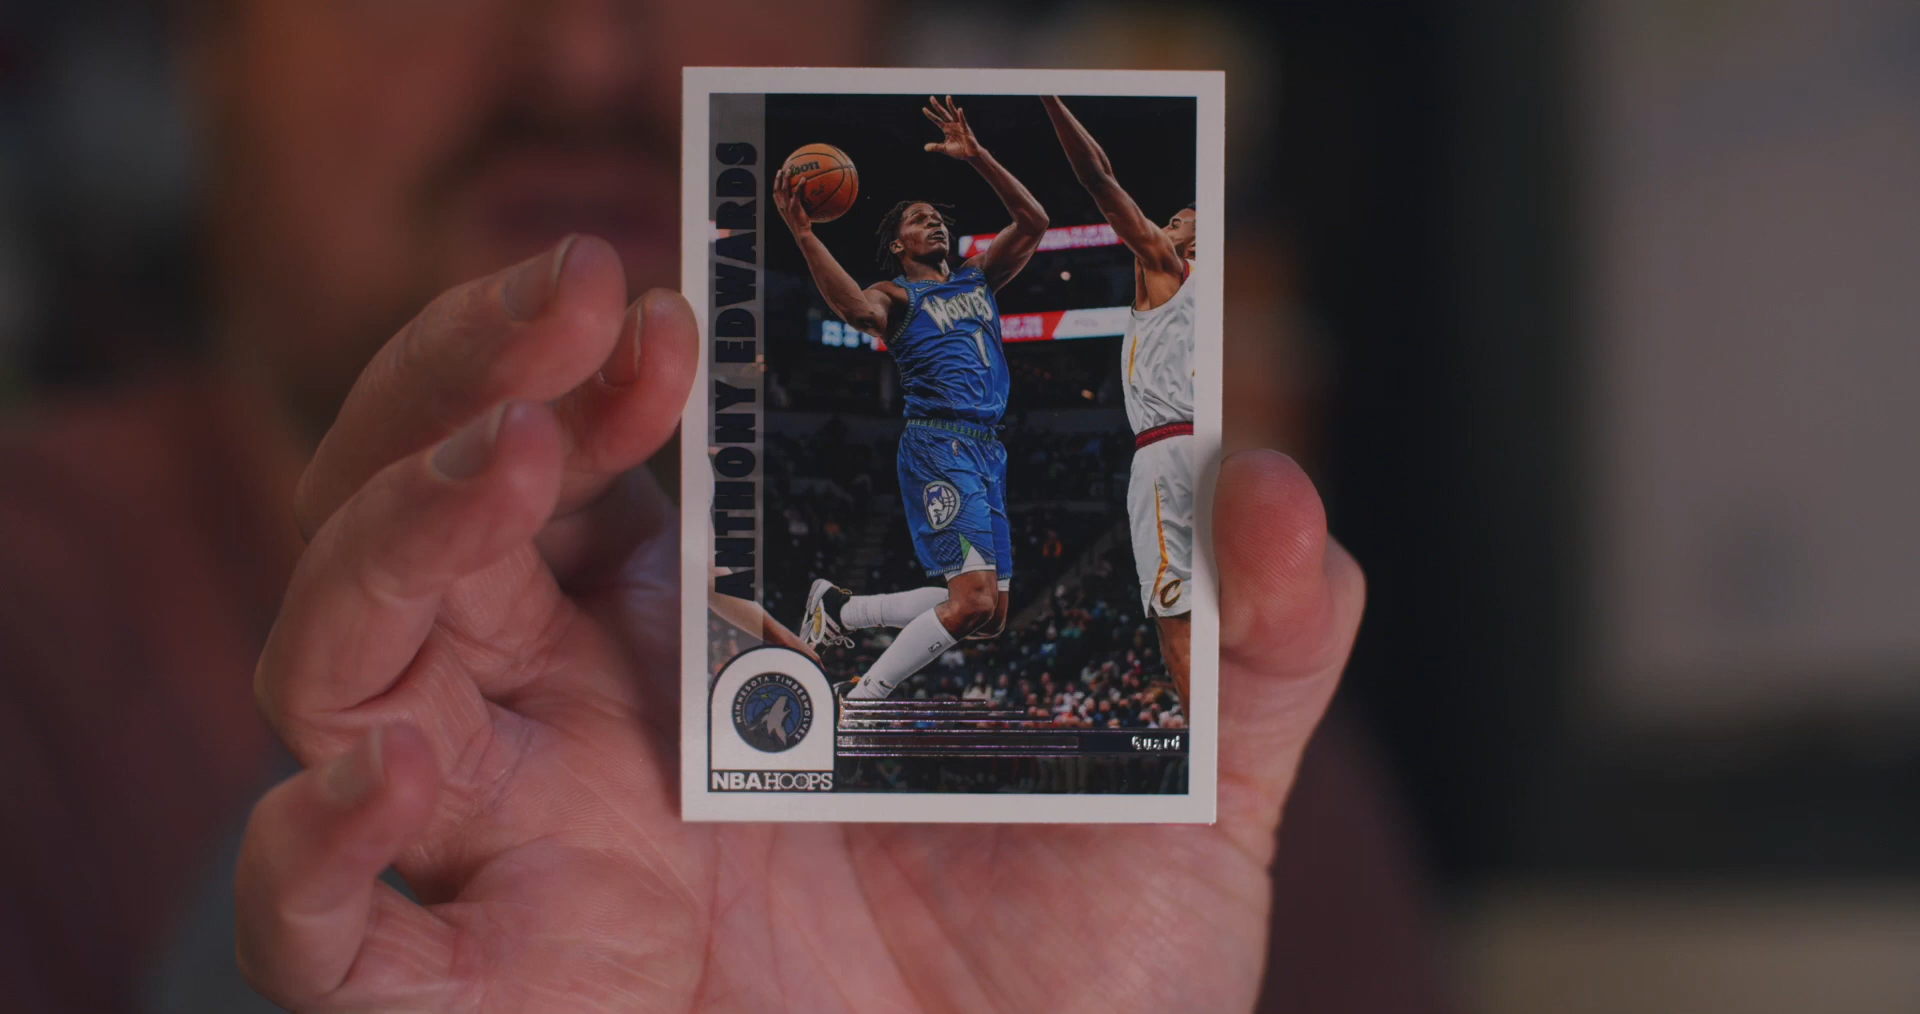 ANTHONY EDWARDS
WOLVES
1
MINNESOTA TIMBERWOLVES
NBA HOOPS
Guard